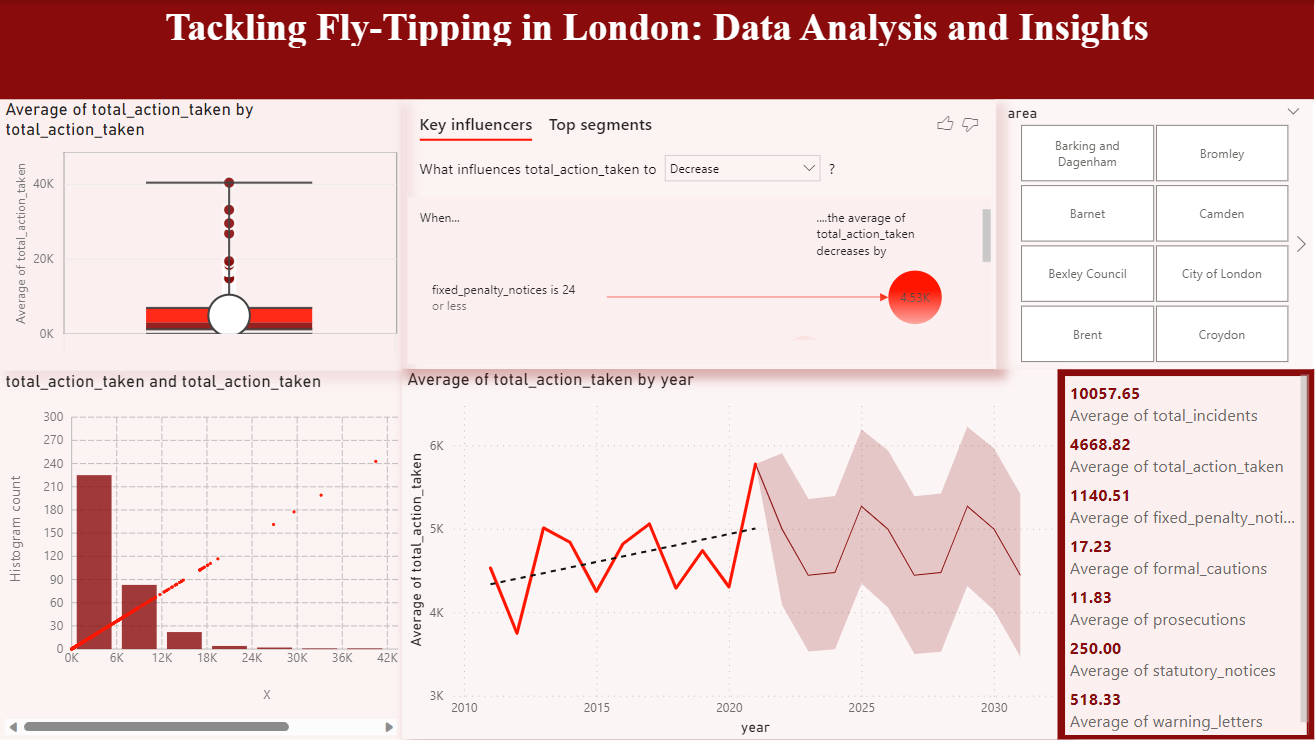 Tackling Fly-Tipping in London: Data Analysis and Insights
Average of total_action_taken by
total_action_taken
Average of total_action_taken
40K
20K
0K
Key influencers
Top segments
What influences total_action_taken to
Decrease
?
When...
....the average of
total_action_taken
decreases by
fixed_penalty_notices is 24
or less
4.53K
area
Barking and
Dagenham
Bromley
Barnet
Camden
Bexley Council
City of London
Brent
Croydon
total_action_taken and total_action_taken
Histogram count
300
270
240
210
180
150
120
90
60
30
0
0K
6K
12K
18K
24K
30K
36K
42K
X
Average of total_action_taken by year
Average of total_action_taken
6K
5K
4K
3K
2010
2015
2020
2025
2030
year
10057.65
Average of total_incidents
4668.82
Average of total_action_taken
1140.51
Average of fixed_penalty_noti...
17.23
Average of formal_cautions
11.83
Average of prosecutions
250.00
Average of statutory_notices
518.33
Average of warning_letters